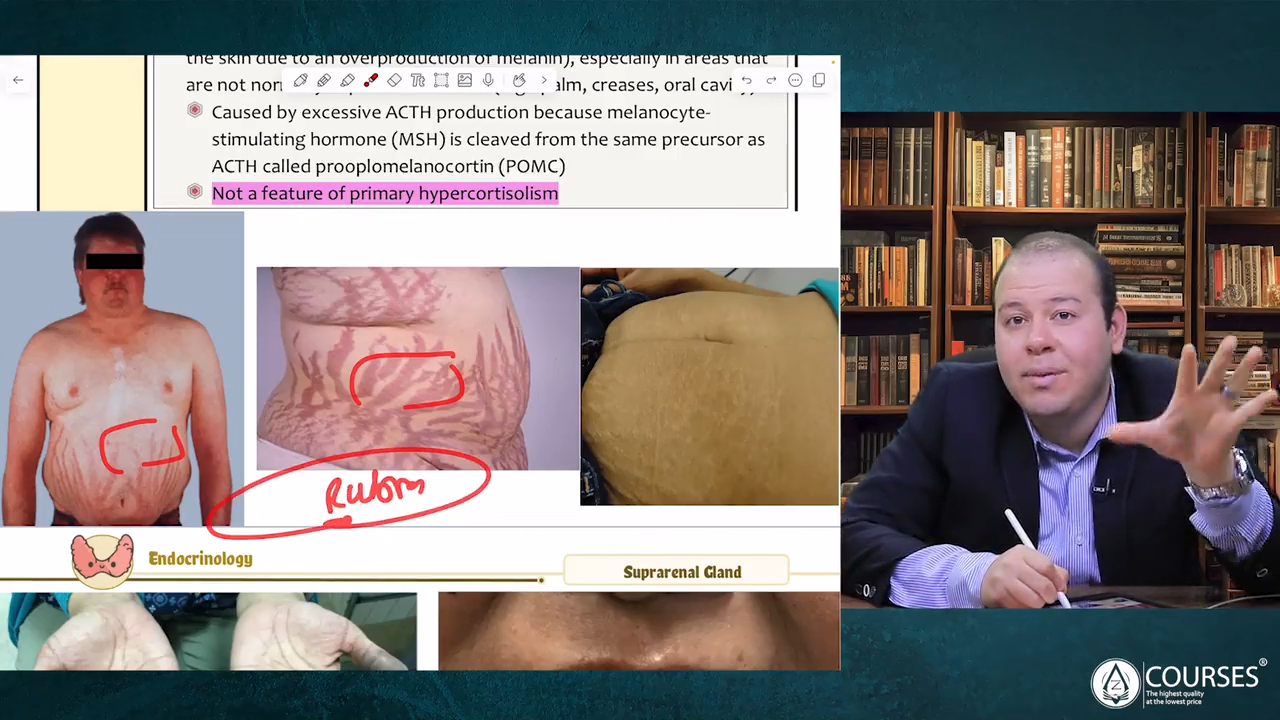 the skin due to an overproduction of melanin), especially in areas that
are not nor
palm, creases, oral
Caused by excessive ACTH production because melanocyte-
stimulating hormone (MSH) is cleaved from the same precursor as
ACTH called prooplomelanocortin (POMC)
Not a feature of primary hypercortisolism
Rubra
Endocrinology
Suprarenal Gland
COURSES®
The highest quality
at the lowest price